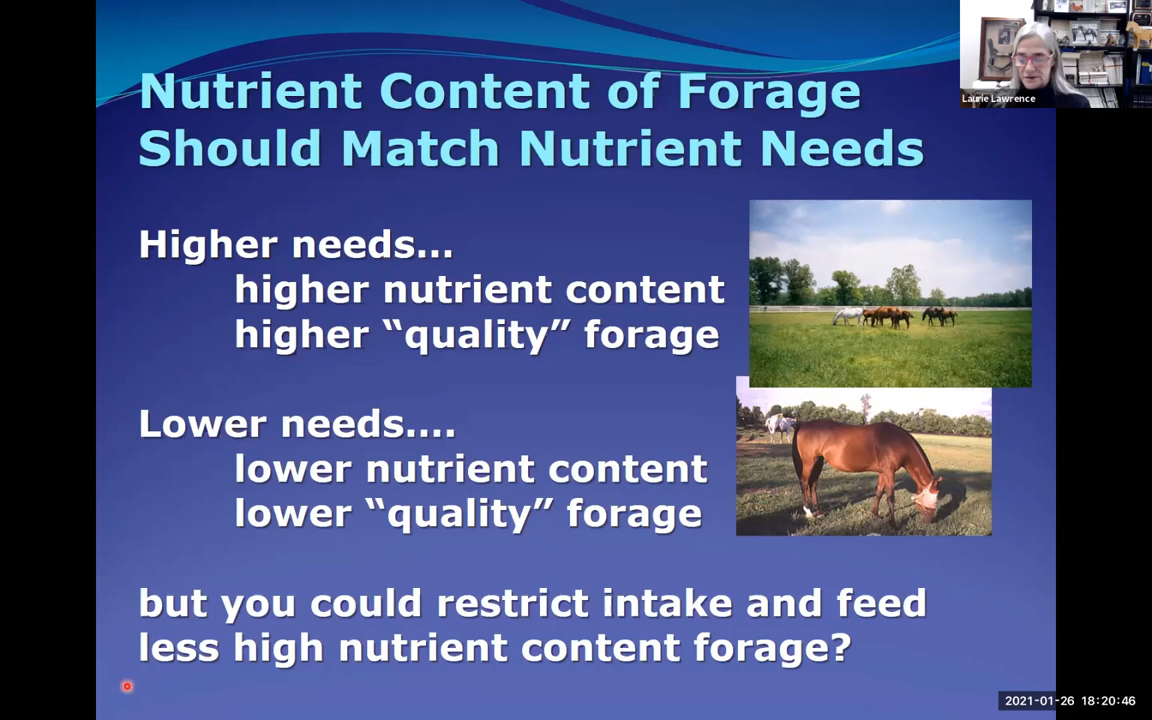 Nutrient Content of Forage
Should Match Nutrient Needs
Higher needs...
higher nutrient content
higher “quality” forage
Lower needs....
lower nutrient content
lower “quality” forage
but you could restrict intake and feed
less high nutrient content forage?
Laurie Lawrence
2021-01-26 18:20:46